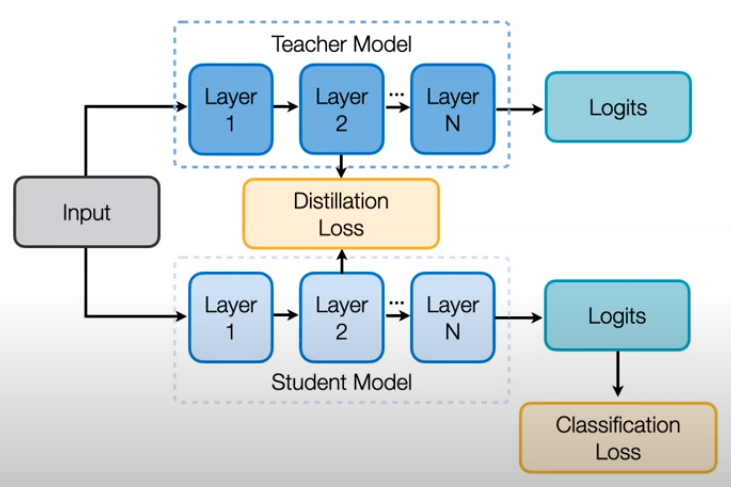 Teacher Model
Layer
1
Layer
2
...
Layer
N
Logits
Input
Distillation
Loss
Layer
1
Layer
2
...
Layer
N
Logits
Student Model
Classification
Loss